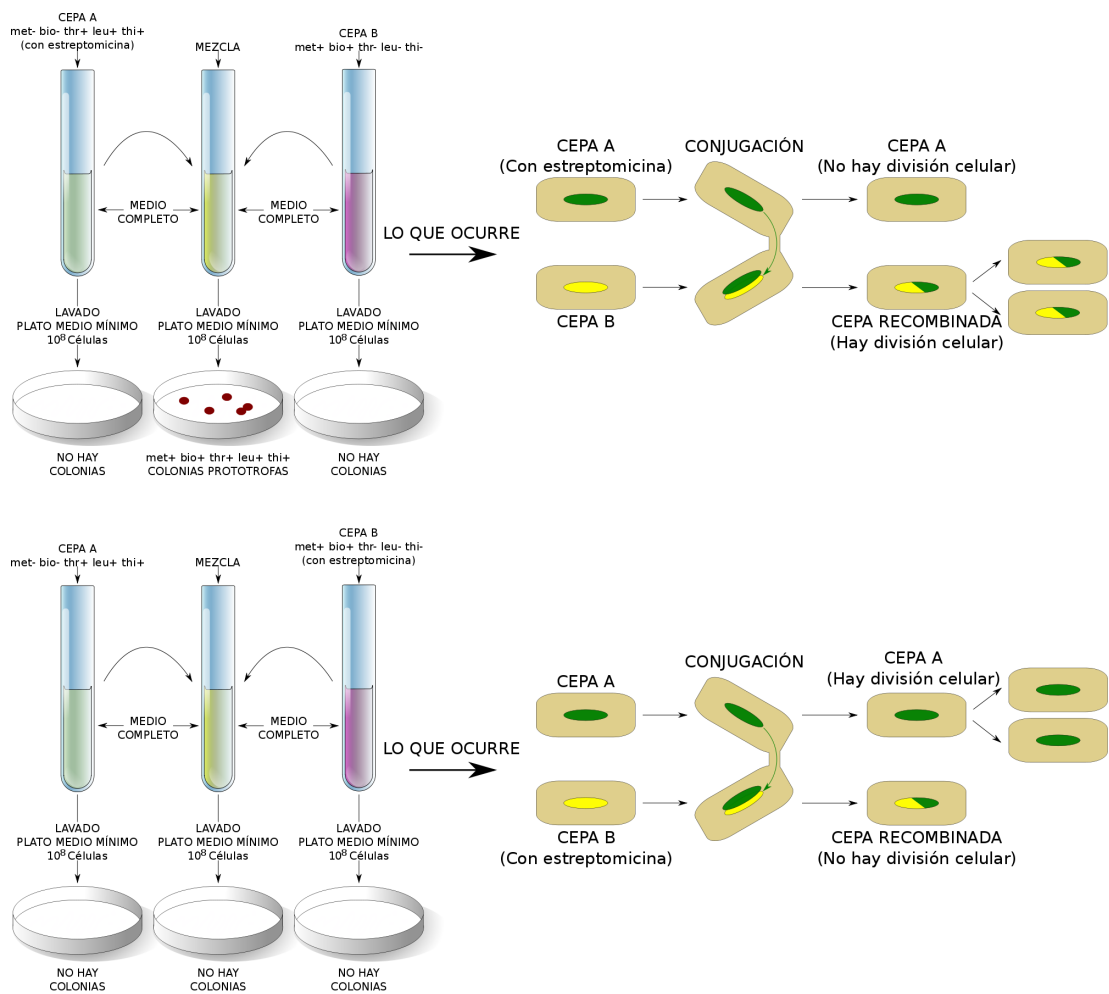 CEPA A
met- bio- thr+ leu+ thi+
(con estreptomicina)
MEZCLA
CEPA B
met+ bio+ thr- leu- thi-
MEDIO
COMPLETO
MEDIO
COMPLETO
LAVADO
PLATO MEDIO MÍNIMO
10⁸ Células
LAVADO
PLATO MEDIO MÍNIMO
10⁸ Células
LAVADO
PLATO MEDIO MÍNIMO
10⁸ Células
NO HAY
COLONIAS
met+ bio+ thr+ leu+ thi+
COLONIAS PROTOTROFAS
NO HAY
COLONIAS
LO QUE OCURRE
CEPA A
(Con estreptomicina)
CONJUGACIÓN
CEPA A
(No hay división celular)
CEPA B
CEPA RECOMBINADA
(Hay división celular)
CEPA A
met- bio- thr+ leu+ thi+
MEZCLA
CEPA B
met+ bio+ thr- leu- thi-
(con estreptomicina)
MEDIO
COMPLETO
MEDIO
COMPLETO
LAVADO
PLATO MEDIO MÍNIMO
10⁸ Células
LAVADO
PLATO MEDIO MÍNIMO
10⁸ Células
LAVADO
PLATO MEDIO MÍNIMO
10⁸ Células
NO HAY
COLONIAS
NO HAY
COLONIAS
NO HAY
COLONIAS
LO QUE OCURRE
CEPA A
CONJUGACIÓN
CEPA A
(Hay división celular)
CEPA B
(Con estreptomicina)
CEPA RECOMBINADA
(No hay división celular)